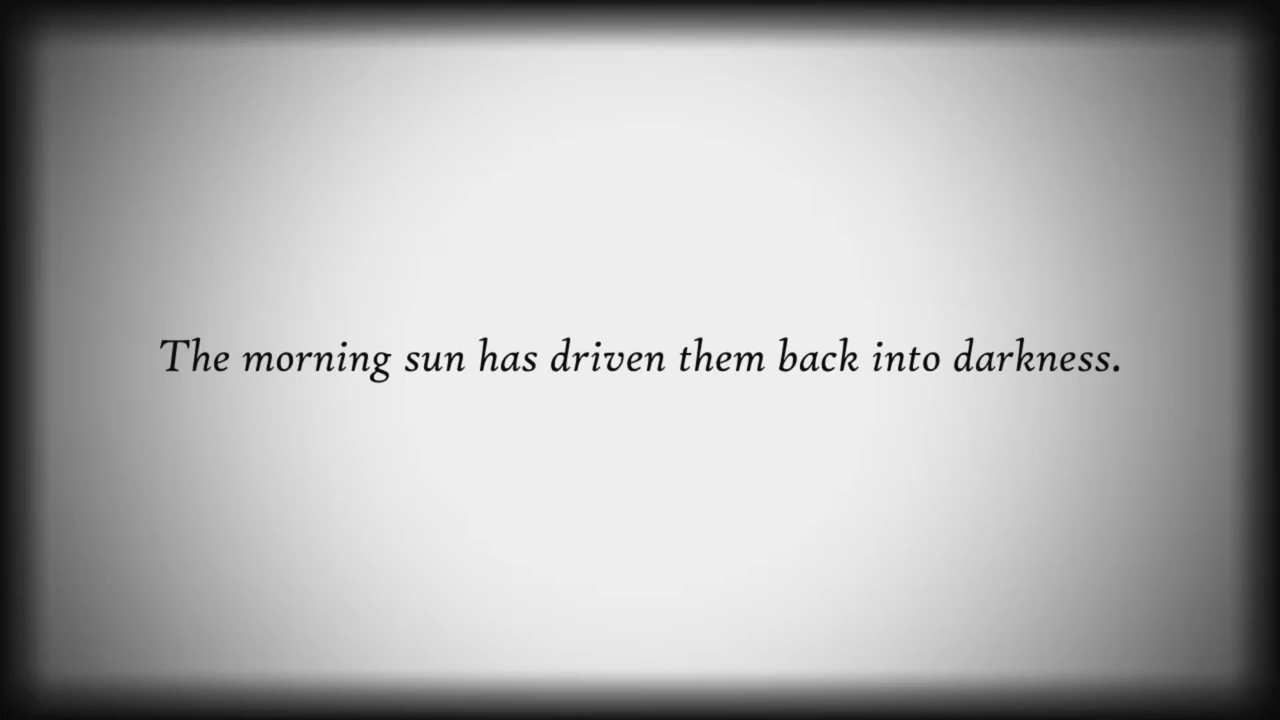 The morning sun has driven them back into darkness.